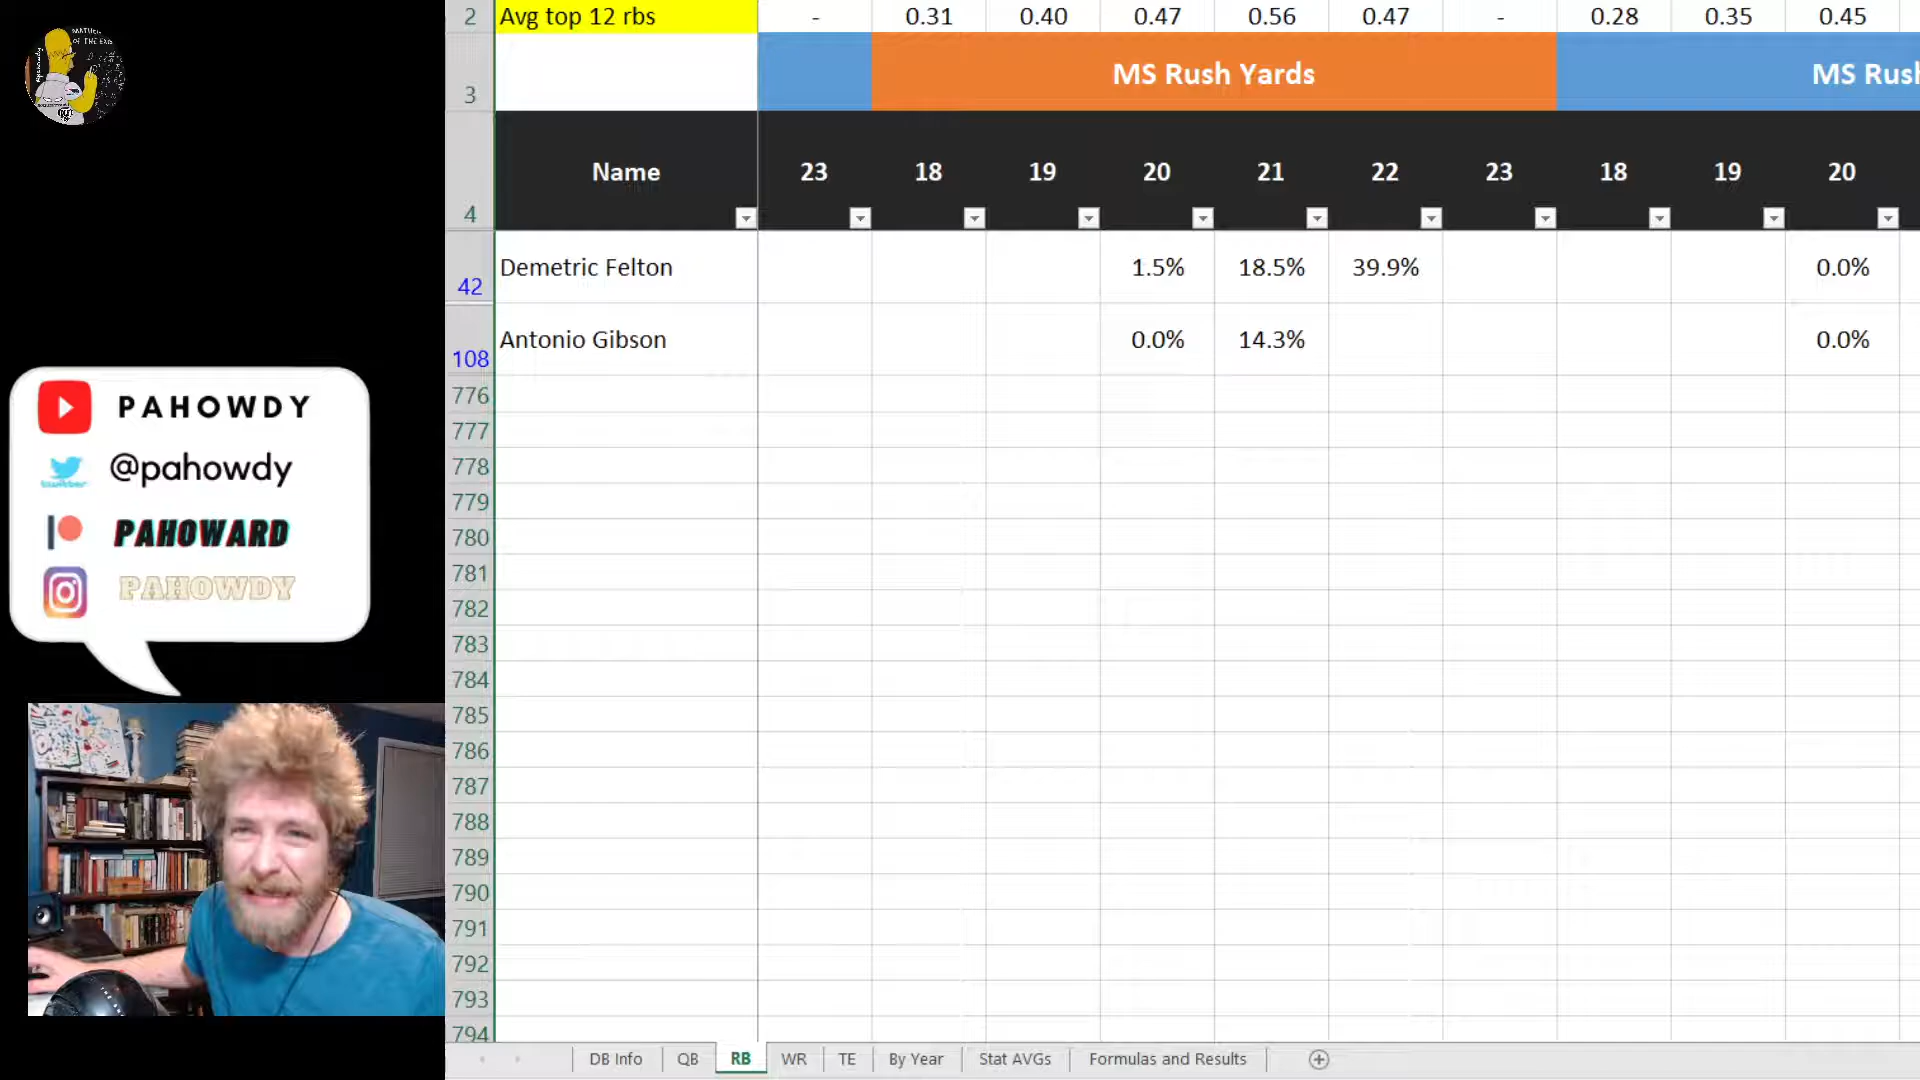 2 Avg top 12 rbs - 0.31 0.40 0.47 0.56 0.47 - 0.28 0.35 0.45
3 MS Rush Yards MS Rush
4 Name 23 18 19 20 21 22 23 18 19 20
42 Demetric Felton 1.5% 18.5% 39.9% 0.0%
108 Antonio Gibson 0.0% 14.3% 0.0%
776
777
778
779
780
781
782
783
784
785
786
787
788
789
790
791
792
793
794
PAHOWDY
@pahowdy
PAHOWARD
PAHOWDY
DB Info QB RB WR TE By Year Stat AVGs Formulas and Results